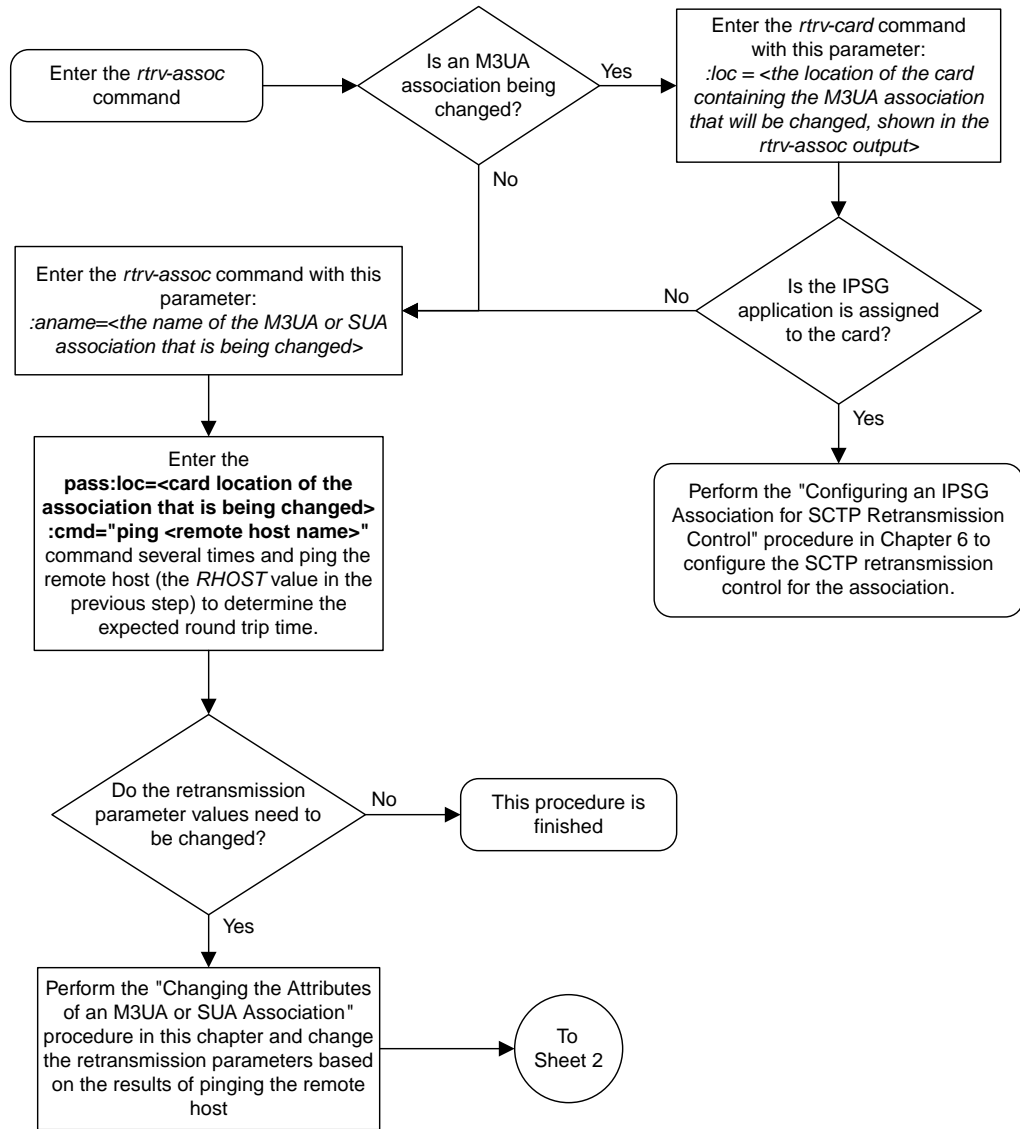 Enter the rtrv-assoc
command
Is an M3UA
association being
changed?
Yes
Enter the rtrv-card command
with this parameter:
:loc = <the location of the card
containing the M3UA association
that will be changed, shown in the
rtrv-assoc output>
No
Is the IPSG
application is assigned
to the card?
No
Yes
Enter the rtrv-assoc command with this
parameter:
:aname=<the name of the M3UA or SUA
association that is being changed>
Perform the "Configuring an IPSG
Association for SCTP Retransmission
Control" procedure in Chapter 6 to
configure the SCTP retransmission
control for the association.
Enter the
pass:loc=<card location of the
association that is being changed>
:cmd="ping <remote host name>"
command several times and ping the
remote host (the RHOST value in the
previous step) to determine the
expected round trip time.
Do the retransmission
parameter values need to
be changed?
No
This procedure is
finished
Yes
Perform the "Changing the Attributes
of an M3UA or SUA Association"
procedure in this chapter and change
the retransmission parameters based
on the results of pinging the remote
host
To
Sheet 2